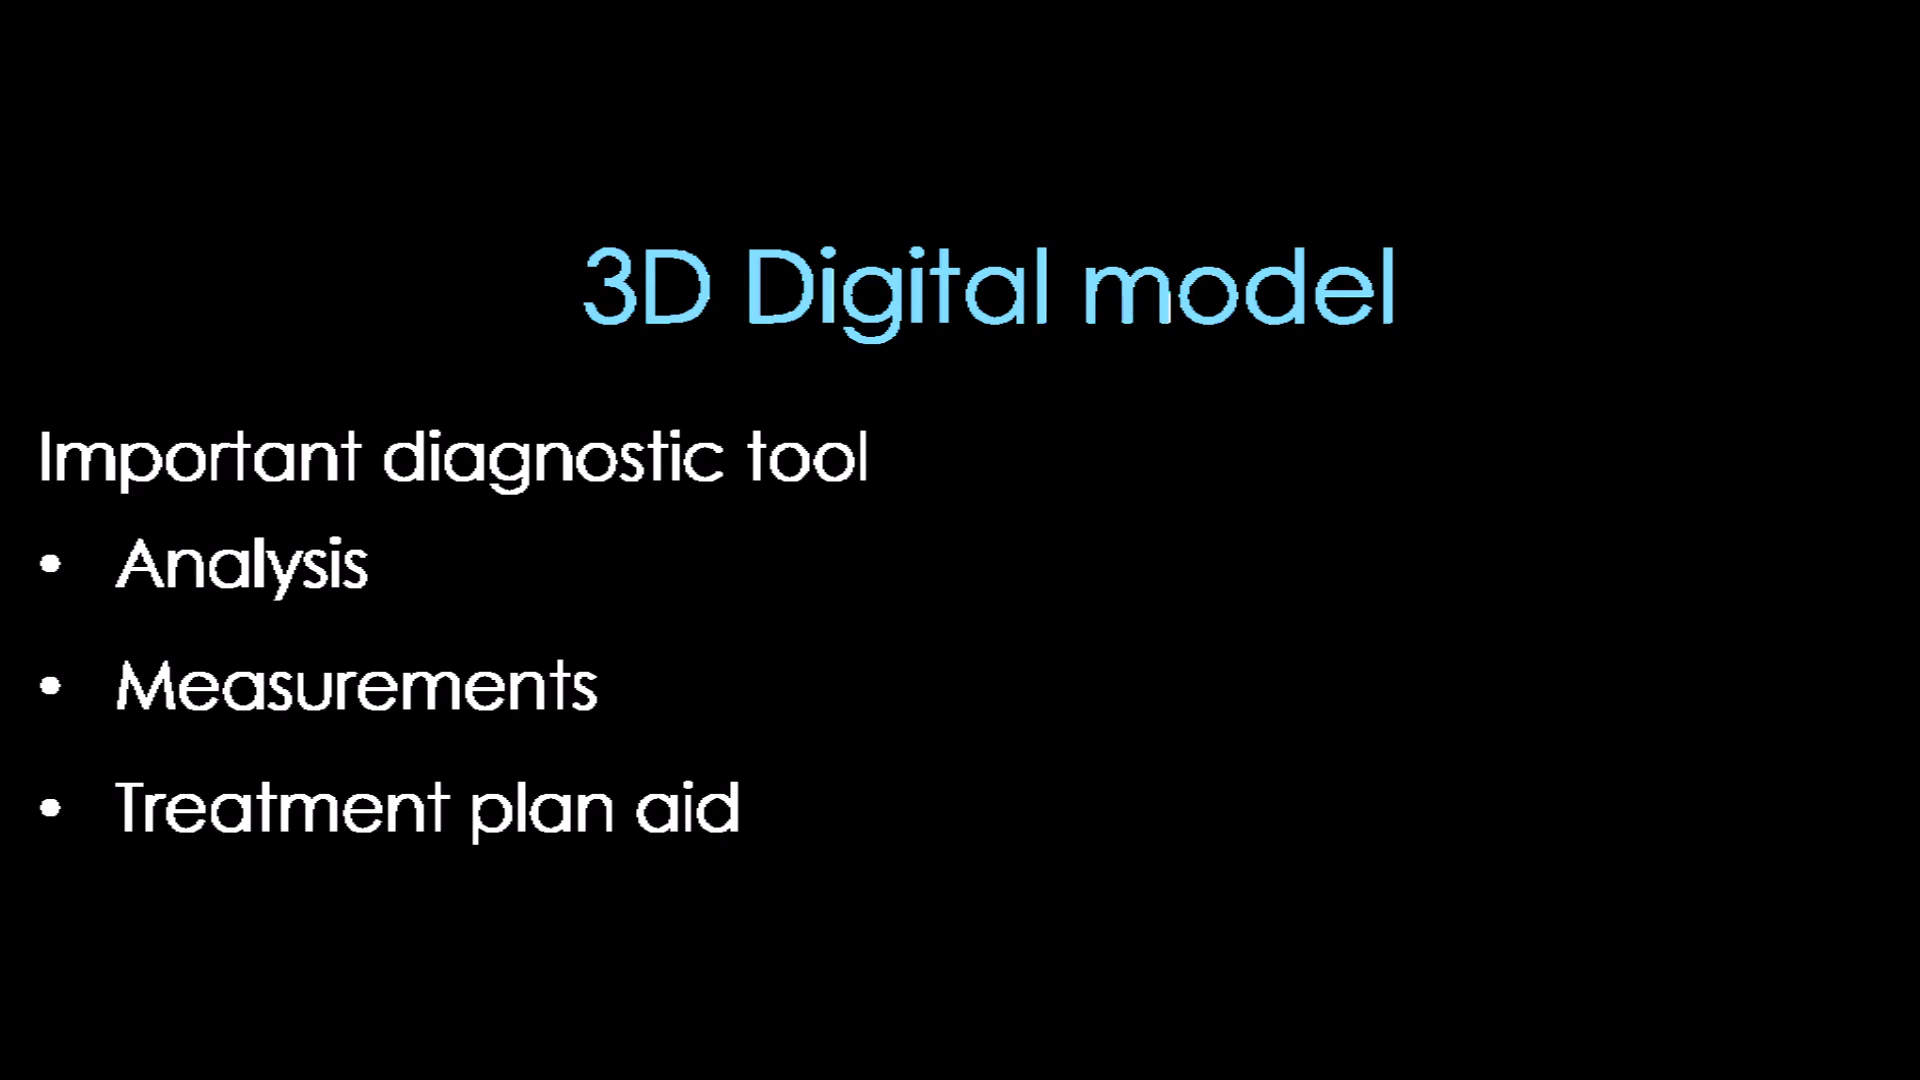 3D Digital model
Important diagnostic tool
• Analysis
• Measurements
• Treatment plan aid